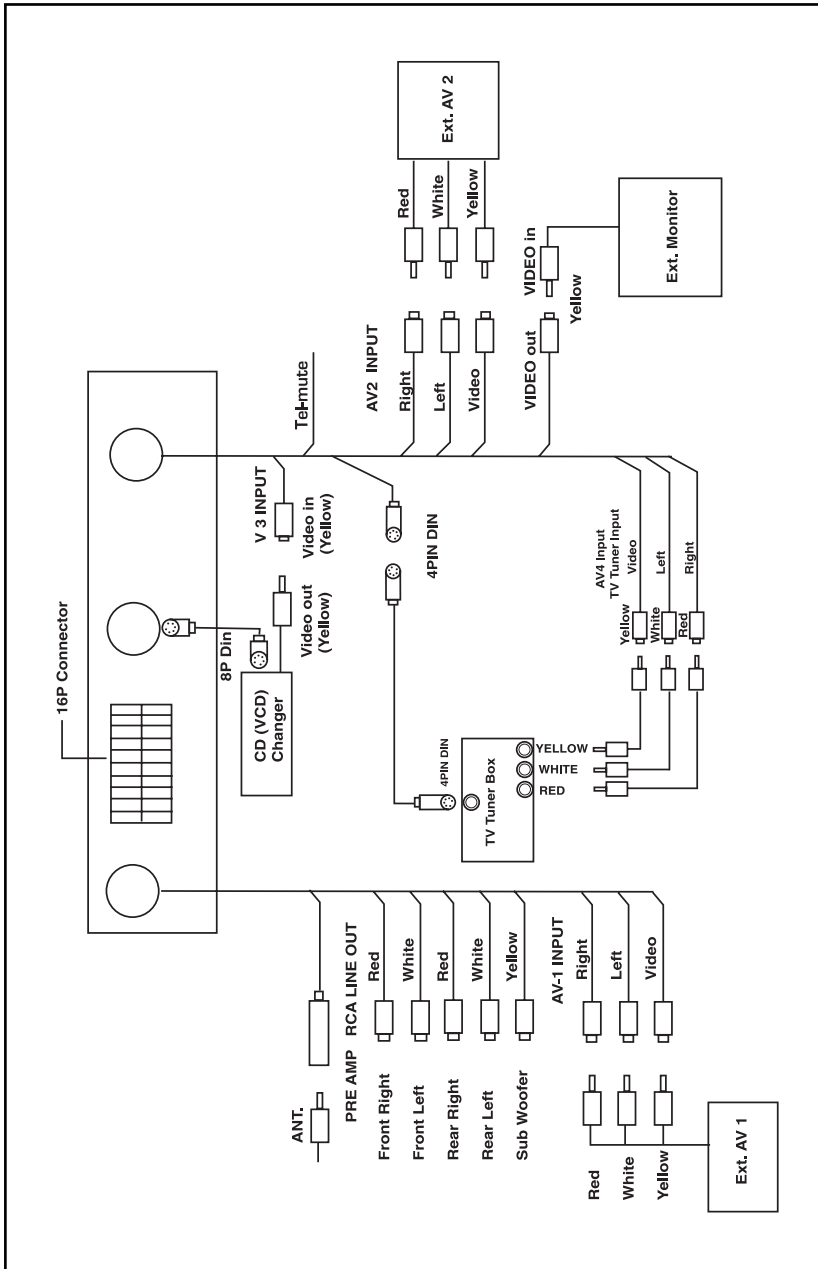 16P Connector
8P Din
CD (VCD)
Changer
V 3 INPUT
Video in
(Yellow)
Video out
(Yellow)
Tel-mute
AV2 INPUT
Right
Left
Video
Red
White
Yellow
Ext. AV 2
VIDEO out
VIDEO in
Yellow
Ext. Monitor
4PIN DIN
4PIN DIN
TV Tuner Box
YELLOW
WHITE
RED
AV4 Input
TV Tuner Input
Video
Left
Right
Yellow
White
Red
ANT.
PRE AMP RCA LINE OUT
Front Right
Red
Front Left
White
Rear Right
Red
Rear Left
White
Sub Woofer
Yellow
AV-1 INPUT
Right
Left
Video
Red
White
Yellow
Ext. AV 1